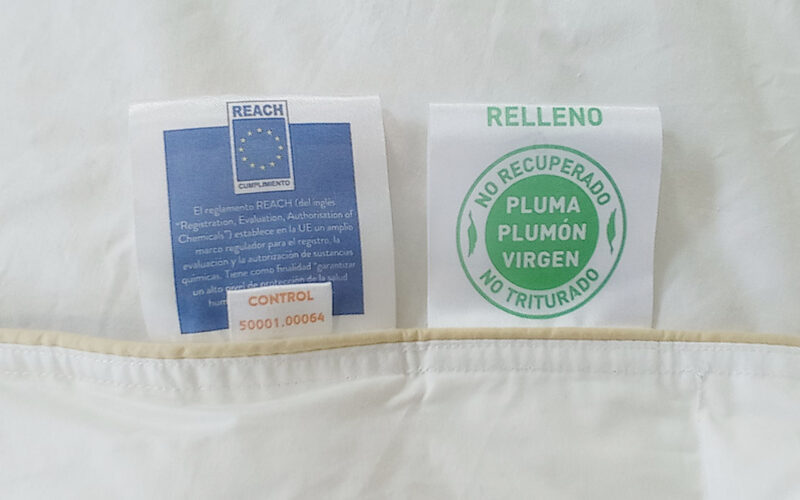 REACH
CUMPLIMIENTO
El reglamento REACH (del inglés
"Registration, Evaluation, Authorisation of
Chemicals") establece en la UE un amplio
marco regulador para el registro, la
evaluación y la autorización de sustancias
químicas. Tiene como finalidad "garantizar
un alto nivel de protección de la salud
CONTROL
50001.00064
RELLENO
NO RECUPERADO
PLUMA
PLUMÓN
VIRGEN
NO TRITURADO